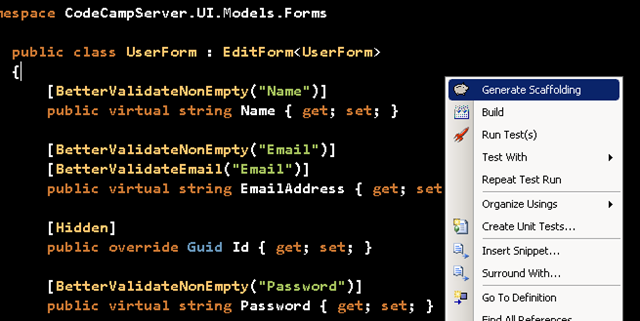 mespace CodeCampServer.UI.Models.Forms
public class UserForm : EditForm<UserForm>
{
[BetterValidateNonEmpty("Name")]
public virtual string Name { get; set; }
[BetterValidateNonEmpty("Email")]
[BetterValidateEmail("Email")]
public virtual string EmailAddress { get; set
[Hidden]
public override Guid Id { get; set; }
[BetterValidateNonEmpty("Password")]
public virtual string Password { get; set; }
Generate Scaffolding
Build
Run Test(s)
Test With
Repeat Test Run
Organize Usings
Create Unit Tests...
Insert Snippet...
Surround With...
Go To Definition
Find All References